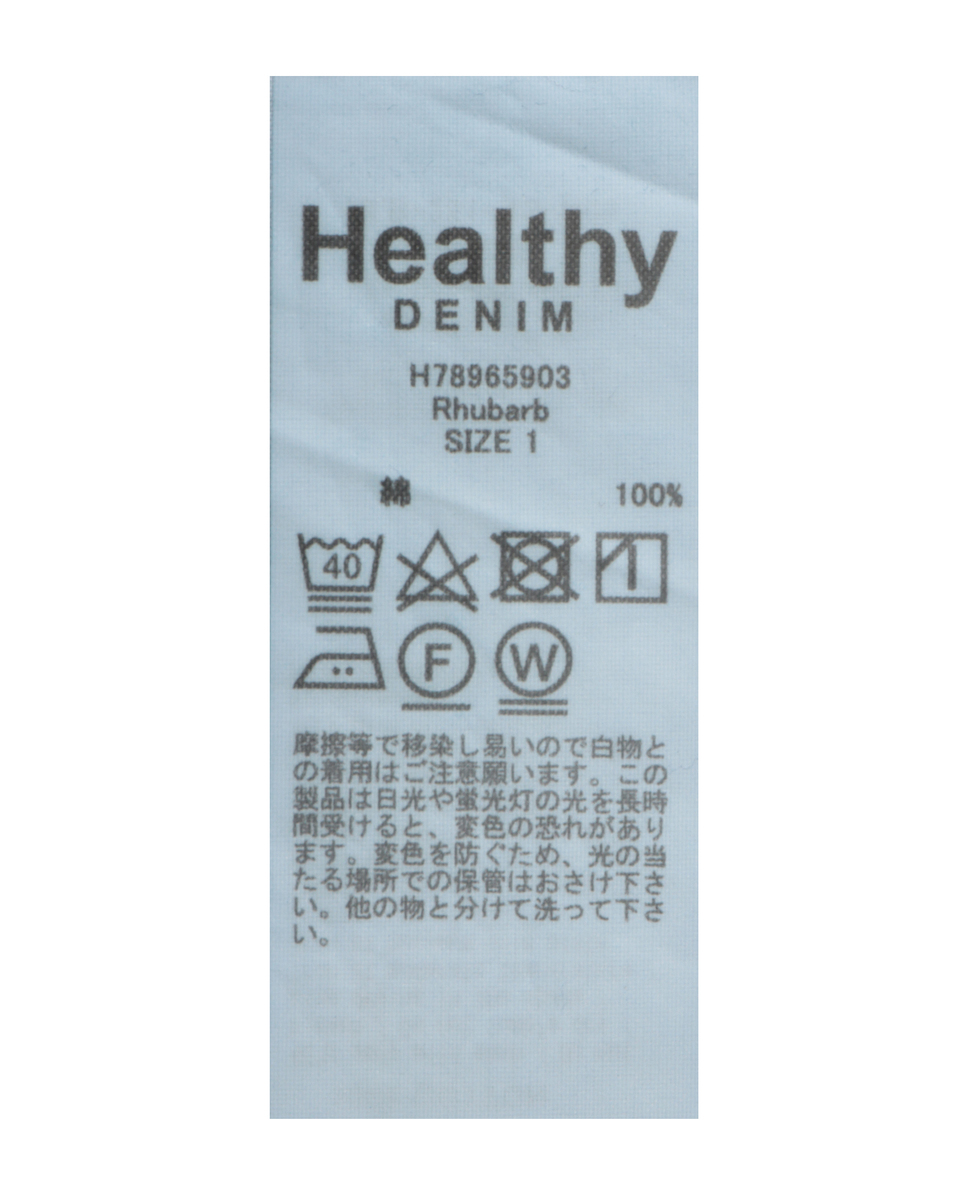 Healthy
DENIM
H78965903
Rhubarb
SIZE 1
綿 100%
40
F W
摩擦等で移染し易いので白物と
の着用はご注意願います。この
製品は日光や蛍光灯の光を長時
間受けると、変色の恐れがあり
ます。変色を防ぐため、光の当
たる場所での保管はおさけ下さ
い。他の物と分けて洗って下さ
い。